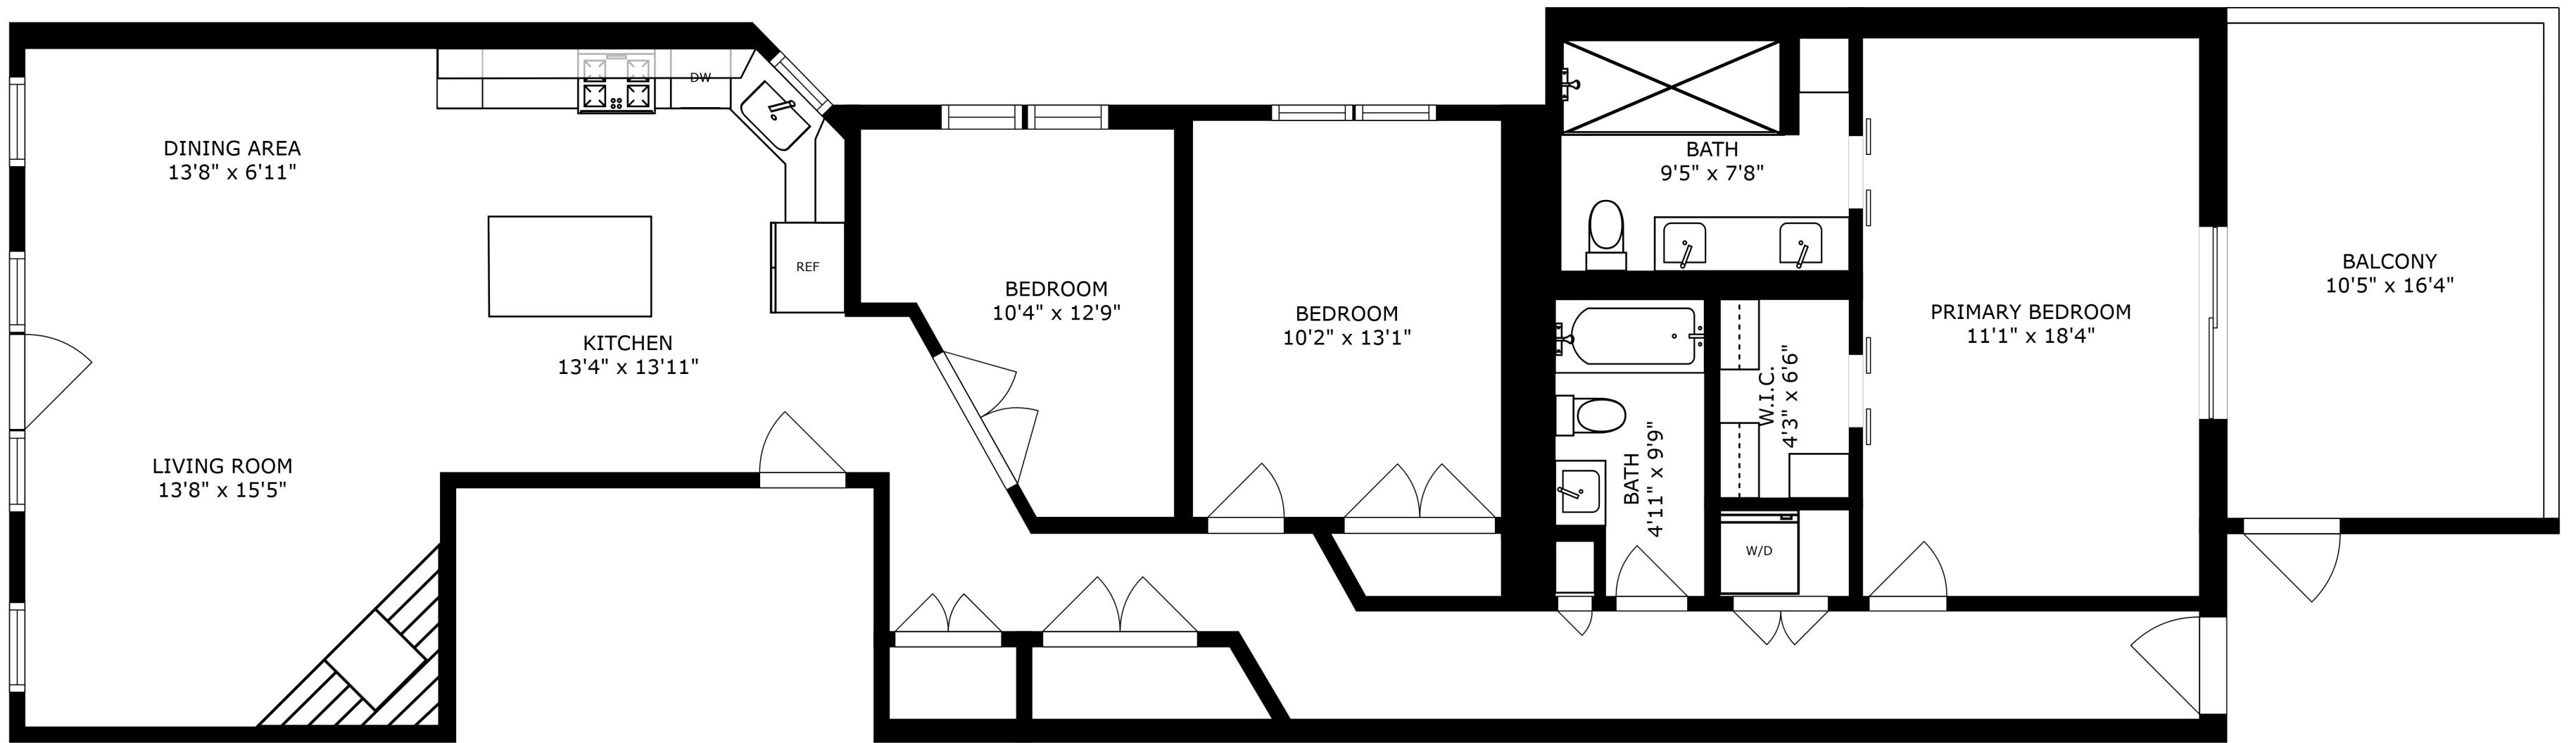 DINING AREA
13'8" x 6'11"
LIVING ROOM
13'8" x 15'5"
DW
REF
KITCHEN
13'4" x 13'11"
BEDROOM
10'4" x 12'9"
BEDROOM
10'2" x 13'1"
BATH
9'5" x 7'8"
BATH
4'11" x 9'9"
W.I.C.
4'3" x 6'6"
W/D
PRIMARY BEDROOM
11'1" x 18'4"
BALCONY
10'5" x 16'4"